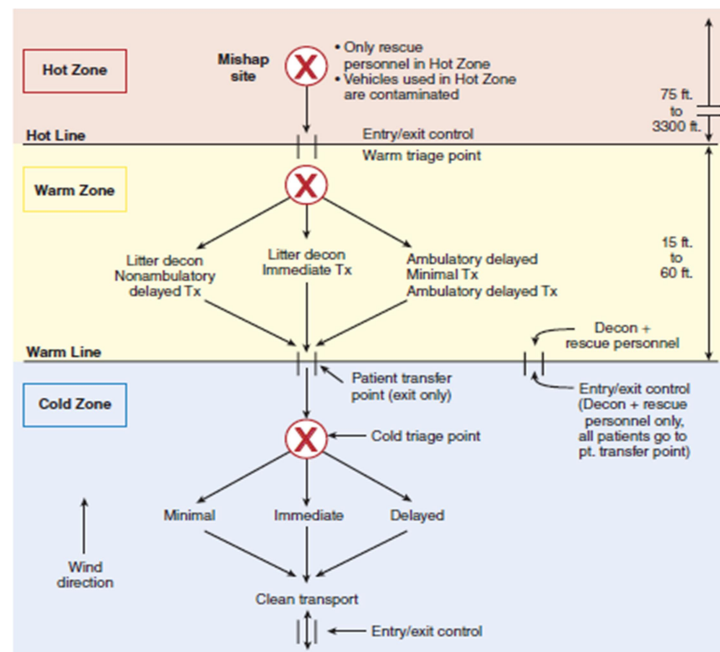 Hot Zone
Mishap
site
X
• Only rescue
personnel in Hot Zone
• Vehicles used in Hot Zone
are contaminated
75 ft.
to
3300 ft.
Hot Line
Entry/exit control
Warm triage point
Warm Zone
X
Litter decon
Nonambulatory
delayed Tx
Litter decon
Immediate Tx
Ambulatory delayed
Minimal Tx
Ambulatory delayed Tx
15 ft.
to
60 ft.
Decon +
rescue personnel
Warm Line
Cold Zone
Patient transfer
point (exit only)
Entry/exit control
(Decon + rescue
personnel only,
all patients go to
pt. transfer point)
X
Cold triage point
Minimal
Immediate
Delayed
Wind
direction
Clean transport
Entry/exit control